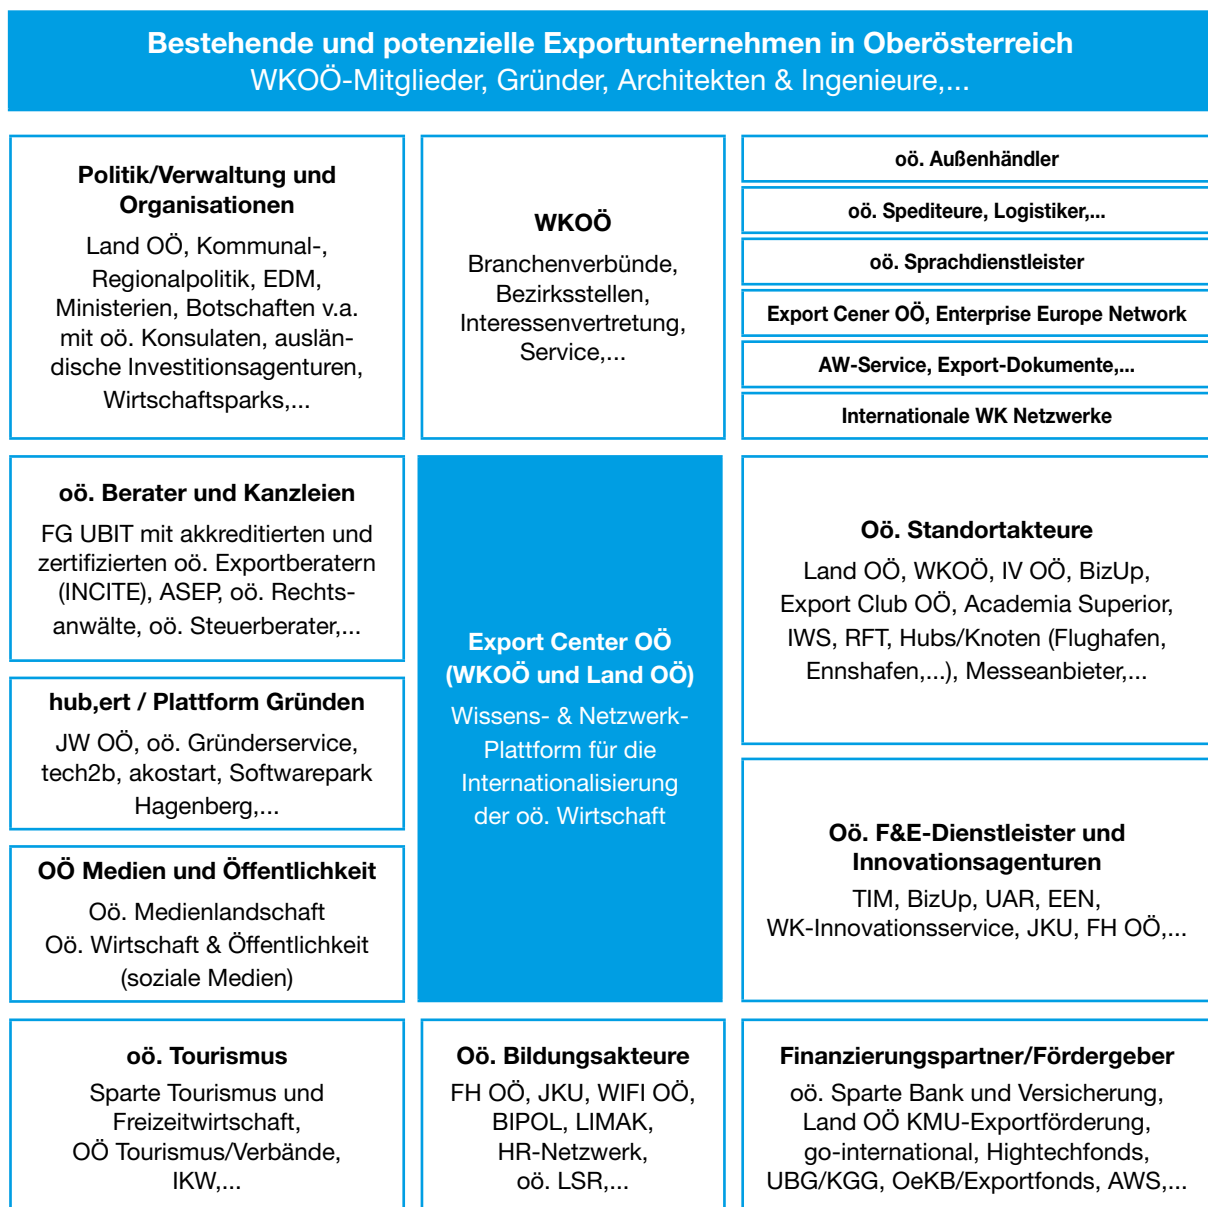 Bestehende und potenzielle Exportunternehmen in Oberösterreich
WKOÖ-Mitglieder, Gründer, Architekten & Ingenieure,...
Politik/Verwaltung und
Organisationen
Land OÖ, Kommunal-,
Regionalpolitik, EDM,
Ministerien, Botschaften v.a.
mit oö. Konsulaten, auslän-
dische Investitionsagenturen,
Wirtschaftsparks,...
WKOÖ
Branchenverbünde,
Bezirksstellen,
Interessenvertretung,
Service,...
oö. Außenhändler
oö. Spediteure, Logistiker,...
oö. Sprachdienstleister
Export Cener OÖ, Enterprise Europe Network
AW-Service, Export-Dokumente,...
Internationale WK Netzwerke
oö. Berater und Kanzleien
FG UBIT mit akkreditierten und
zertifizierten oö. Exportberatern
(INCITE), ASEP, oö. Rechts-
anwälte, oö. Steuerberater,...
hub,ert / Plattform Gründen
JW OÖ, oö. Gründerservice,
tech2b, akostart, Softwarepark
Hagenberg,...
OÖ Medien und Öffentlichkeit
Oö. Medienlandschaft
Oö. Wirtschaft & Öffentlichkeit
(soziale Medien)
Export Center OÖ
(WKOÖ und Land OÖ)
Wissens- & Netzwerk-
Plattform für die
Internationalisierung
der oö. Wirtschaft
Oö. Standortakteure
Land OÖ, WKOÖ, IV OÖ, BizUp,
Export Club OÖ, Academia Superior,
IWS, RFT, Hubs/Knoten (Flughafen,
Ennshafen,...), Messeanbieter,...
Oö. F&E-Dienstleister und
Innovationsagenturen
TIM, BizUp, UAR, EEN,
WK-Innovationsservice, JKU, FH OÖ,...
oö. Tourismus
Sparte Tourismus und
Freizeitwirtschaft,
OÖ Tourismus/Verbände,
IKW,...
Oö. Bildungsakteure
FH OÖ, JKU, WIFI OÖ,
BIPOL, LIMAK,
HR-Netzwerk,
oö. LSR,...
Finanzierungspartner/Fördergeber
oö. Sparte Bank und Versicherung,
Land OÖ KMU-Exportförderung,
go-international, Hightechfonds,
UBG/KGG, OeKB/Exportfonds, AWS,...